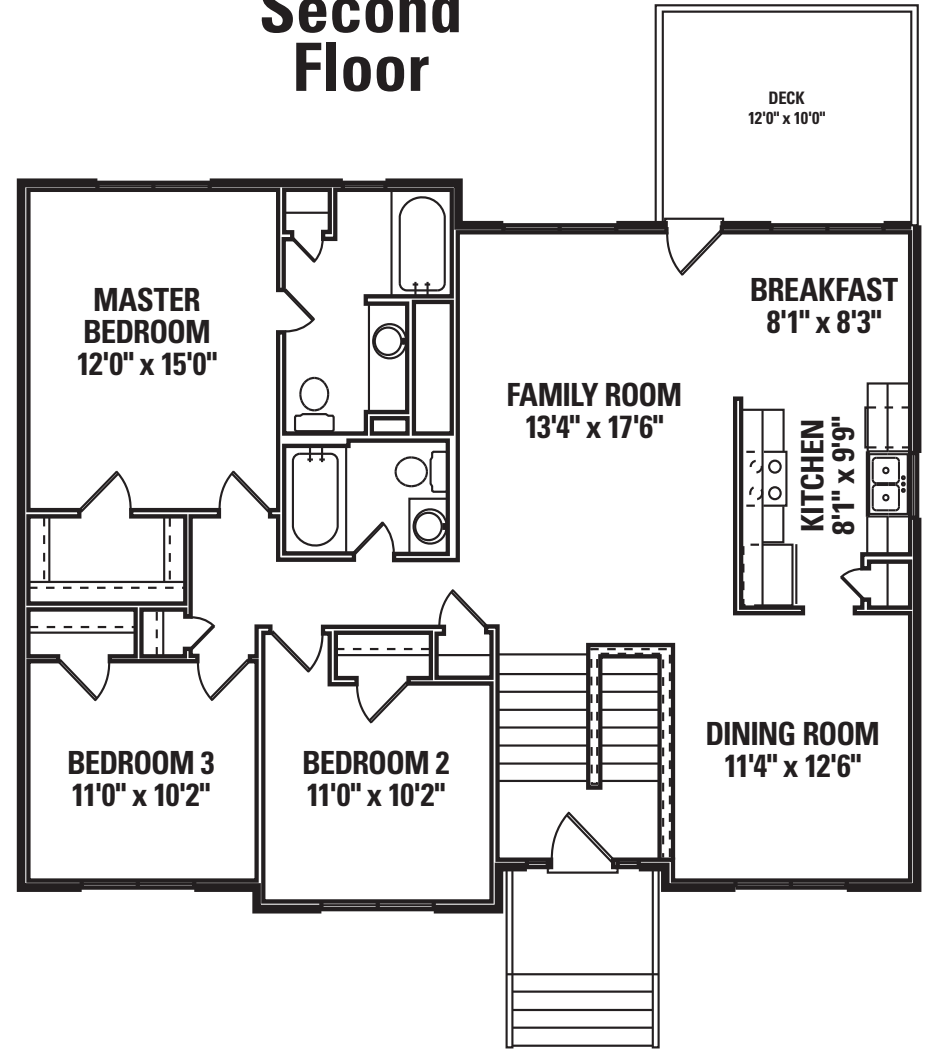 Second
Floor
DECK
12'0" x 10'0"
MASTER
BEDROOM
12'0" x 15'0"
BREAKFAST
8'1" x 8'3"
FAMILY ROOM
13'4" x 17'6"
KITCHEN
8'1" x 9'9"
DINING ROOM
11'4" x 12'6"
BEDROOM 3
11'0" x 10'2"
BEDROOM 2
11'0" x 10'2"